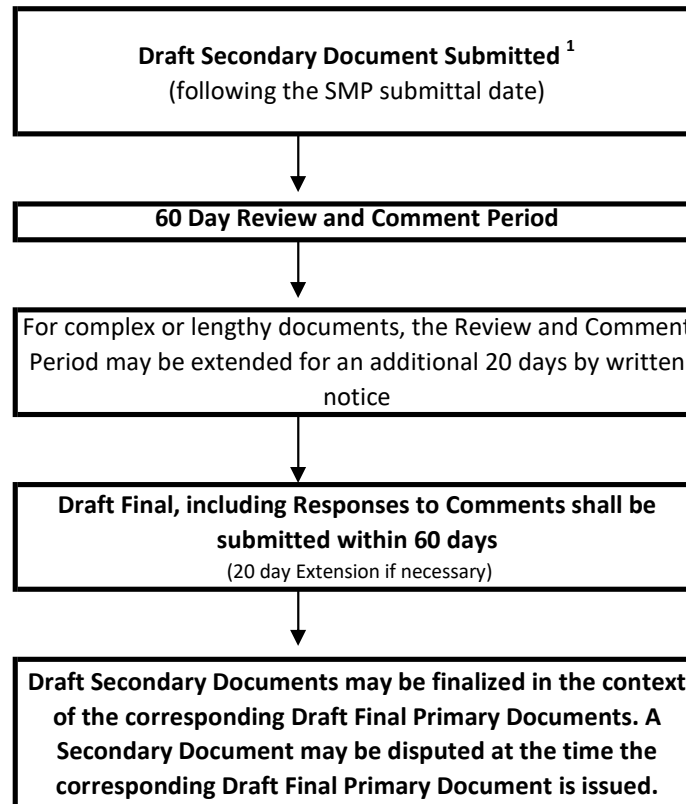 Draft Secondary Document Submitted 1
(following the SMP submittal date)
60 Day Review and Comment Period
For complex or lengthy documents, the Review and Comment
Period may be extended for an additional 20 days by written
notice
Draft Final, including Responses to Comments shall be
submitted within 60 days
(20 day Extension if necessary)
Draft Secondary Documents may be finalized in the context
of the corresponding Draft Final Primary Documents. A
Secondary Document may be disputed at the time the
corresponding Draft Final Primary Document is issued.